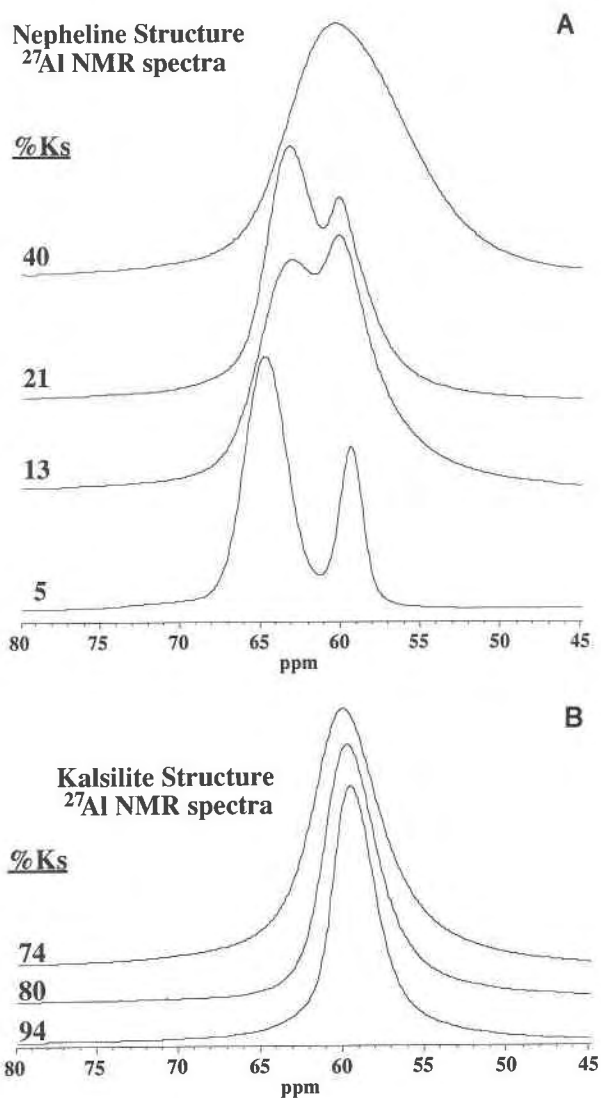 A
Nepheline Structure
²⁷Al NMR spectra
%Ks
40
21
13
5
80 75 70 65 60 55 50 45
ppm
B
Kalsilite Structure
²⁷Al NMR spectra
%Ks
74
80
94
80 75 70 65 60 55 50 45
ppm